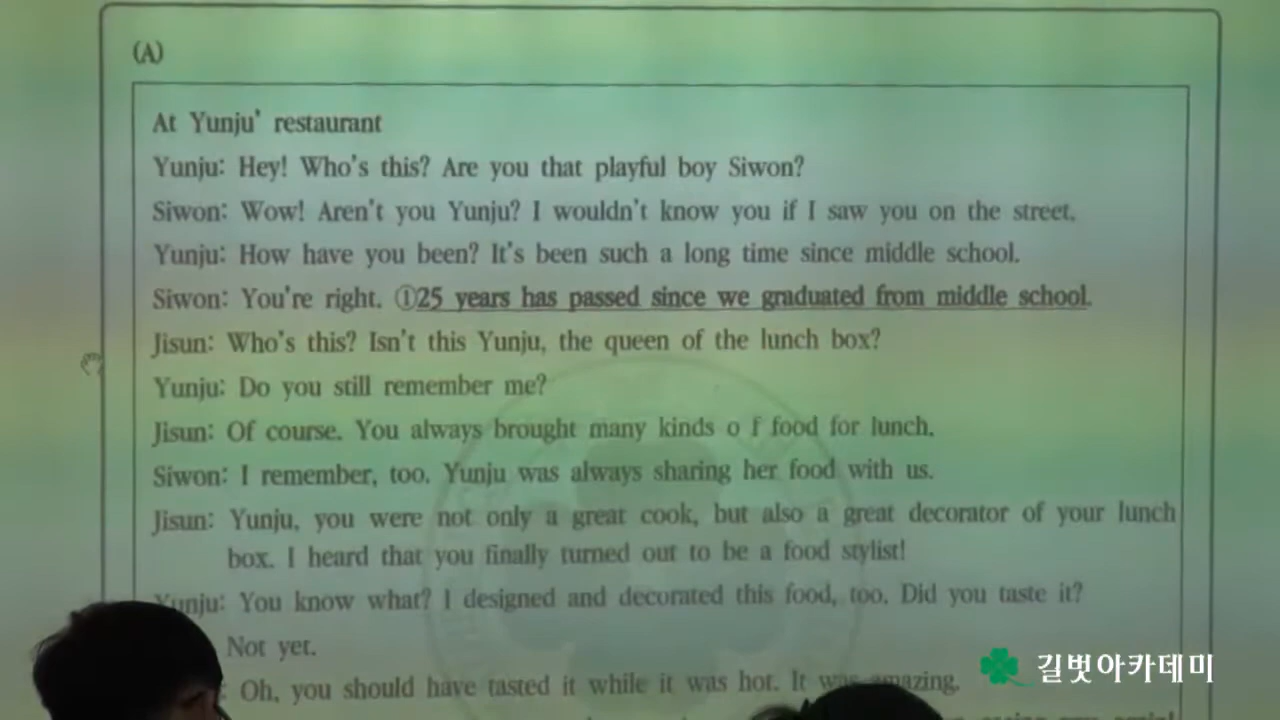 (A)
At Yunju' restaurant
Yunju: Hey! Who's this? Are you that playful boy Siwon?
Siwon: Wow! Aren't you Yunju? I wouldn't know you if I saw you on the street.
Yunju: How have you been? It's been such a long time since middle school.
Siwon: You're right. ①25 years has passed since we graduated from middle school.
Jisun: Who's this? Isn't this Yunju, the queen of the lunch box?
Yunju: Do you still remember me?
Jisun: Of course. You always brought many kinds o f food for lunch.
Siwon: I remember, too. Yunju was always sharing her food with us.
Jisun: Yunju, you were not only a great cook, but also a great decorator of your lunch
box. I heard that you finally turned out to be a food stylist!
Yunju: You know what? I designed and decorated this food, too. Did you taste it?
Not yet.
: Oh, you should have tasted it while it was hot. It was amazing.
길벗아카데미